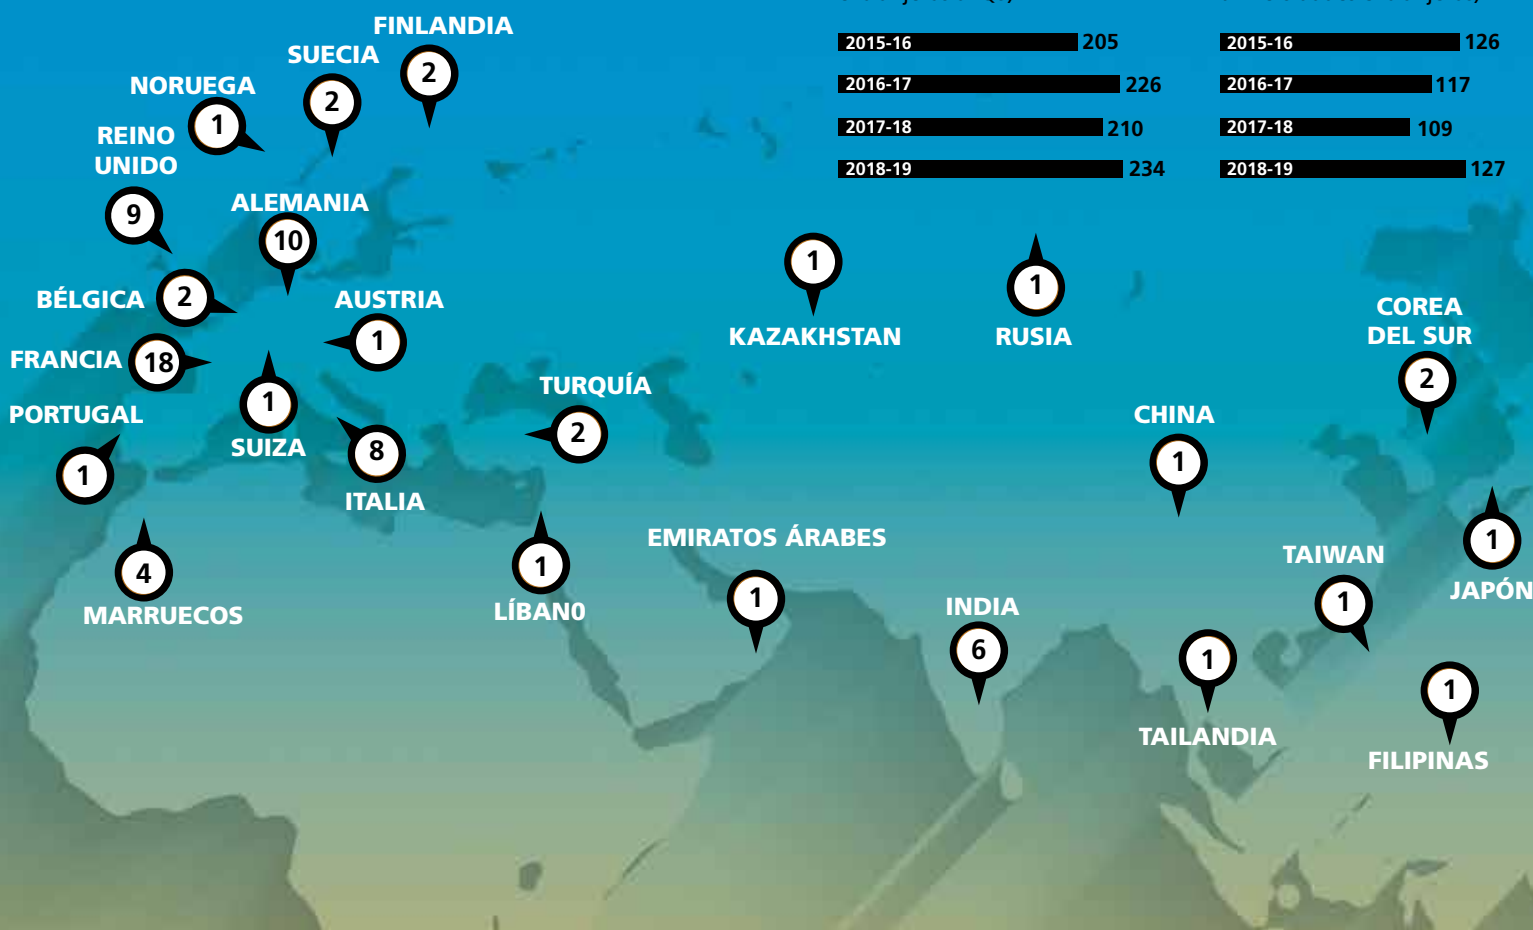 2015-16 205
2016-17 226
2017-18 210
2018-19 234
2015-16 126
2016-17 117
2017-18 109
2018-19 127
FINLANDIA
2
SUECIA
2
NORUEGA
1
REINO
UNIDO
9
ALEMANIA
10
BÉLGICA 2
AUSTRIA
1
FRANCIA 18
1
SUIZA
PORTUGAL
1
8
ITALIA
TURQUÍA
2
4
MARRUECOS
1
LÍBAN0
EMIRATOS ÁRABES
1
1
KAZAKHSTAN
1
RUSIA
INDIA
6
CHINA
1
COREA
DEL SUR
2
1
JAPÓN
TAIWAN
1
1
TAILANDIA
1
FILIPINAS